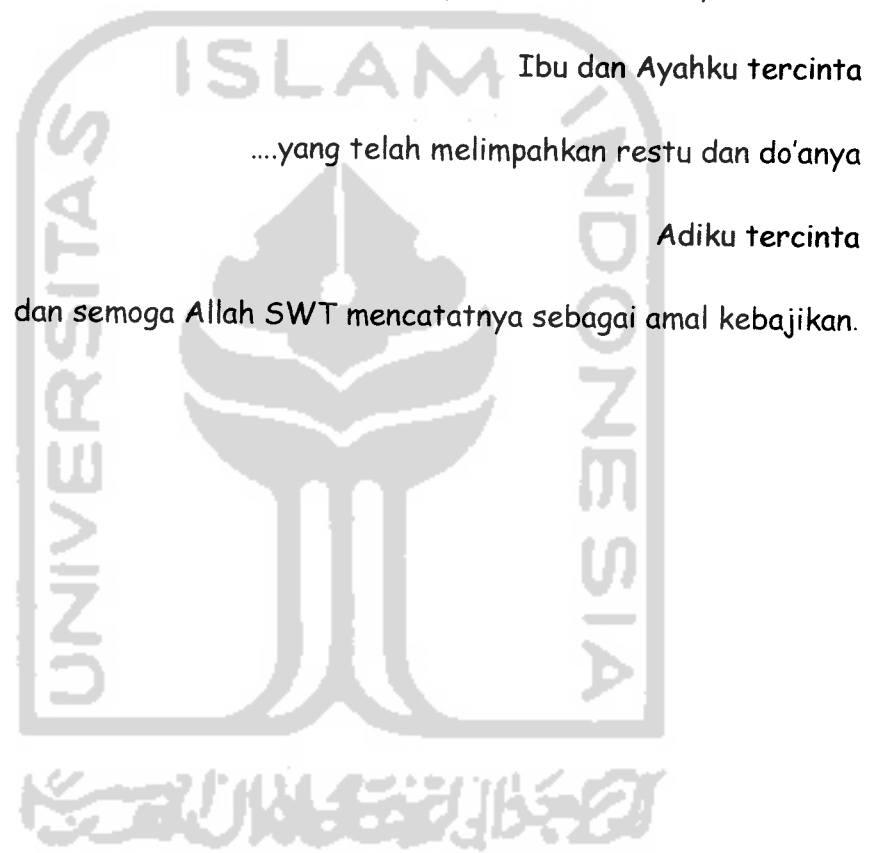 Ibu dan Ayahku tercinta
....yang telah melimpahkan restu dan do'anya
Adiku tercinta
dan semoga Allah SWT mencatatnya sebagai amal kebajikan.
UNIVERSITAS
ISLAM
INDONESIA